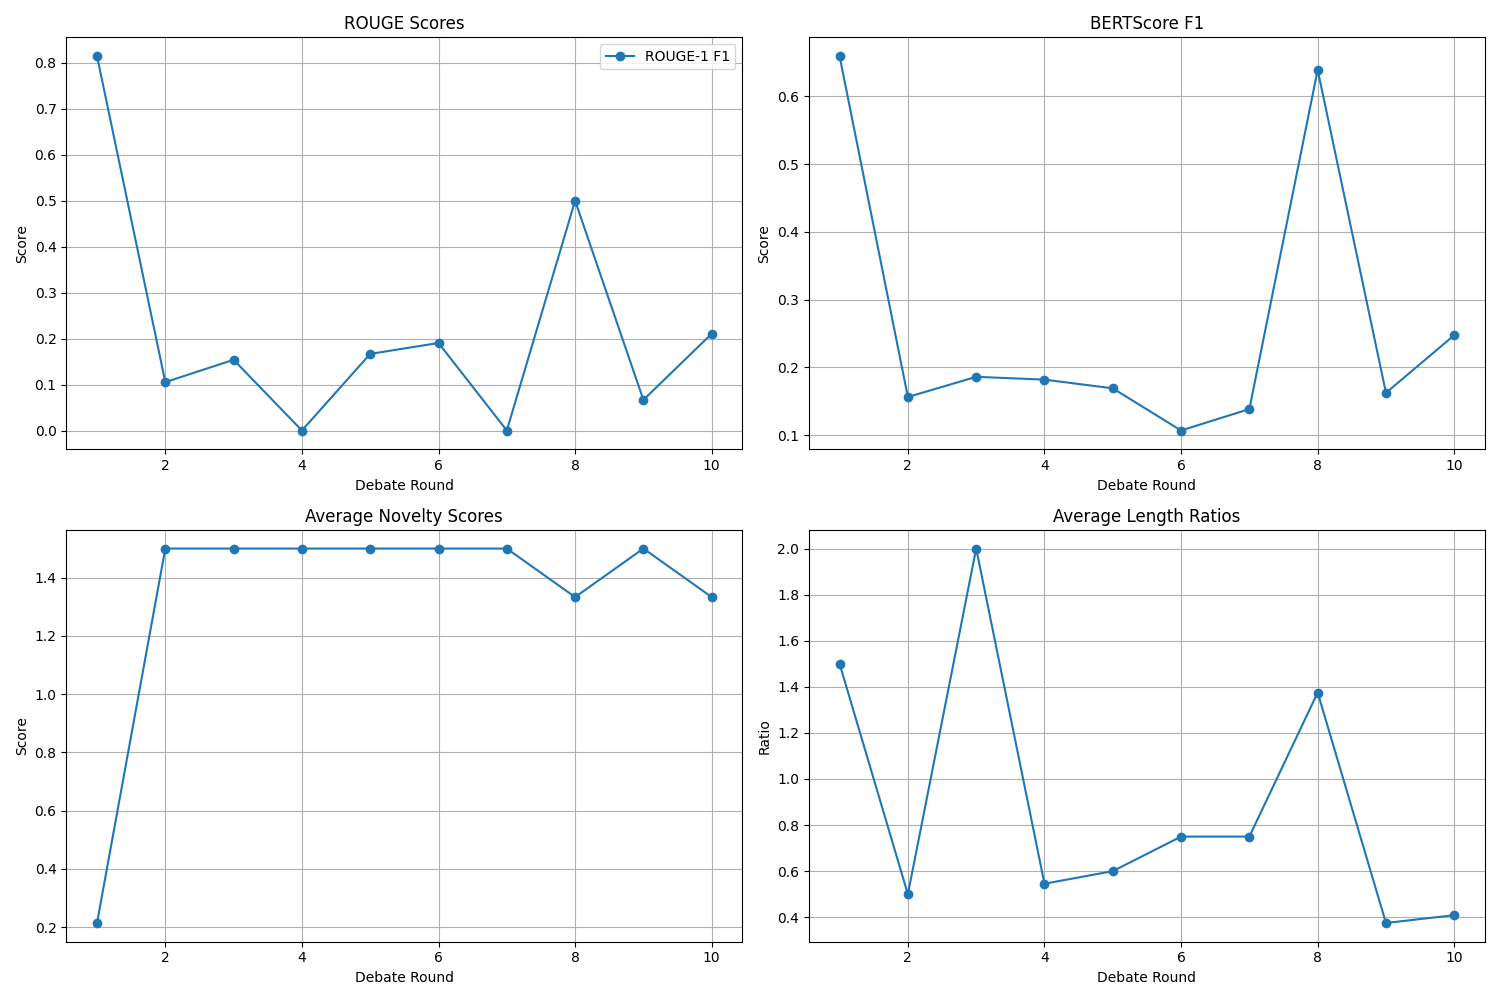 ROUGE Scores
ROUGE-1 F1
Score
0.8
0.7
0.6
0.5
0.4
0.3
0.2
0.1
0.0
2 4 6 8 10
Debate Round
BERTScore F1
Score
0.6
0.5
0.4
0.3
0.2
0.1
2 4 6 8 10
Debate Round
Average Novelty Scores
Score
1.4
1.2
1.0
0.8
0.6
0.4
0.2
2 4 6 8 10
Debate Round
Average Length Ratios
Ratio
2.0
1.8
1.6
1.4
1.2
1.0
0.8
0.6
0.4
2 4 6 8 10
Debate Round